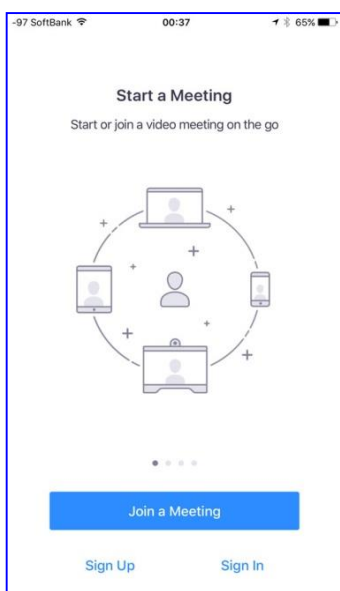 -97 SoftBank 00:37 65%
Start a Meeting
Start or join a video meeting on the go
Join a Meeting
Sign Up Sign In